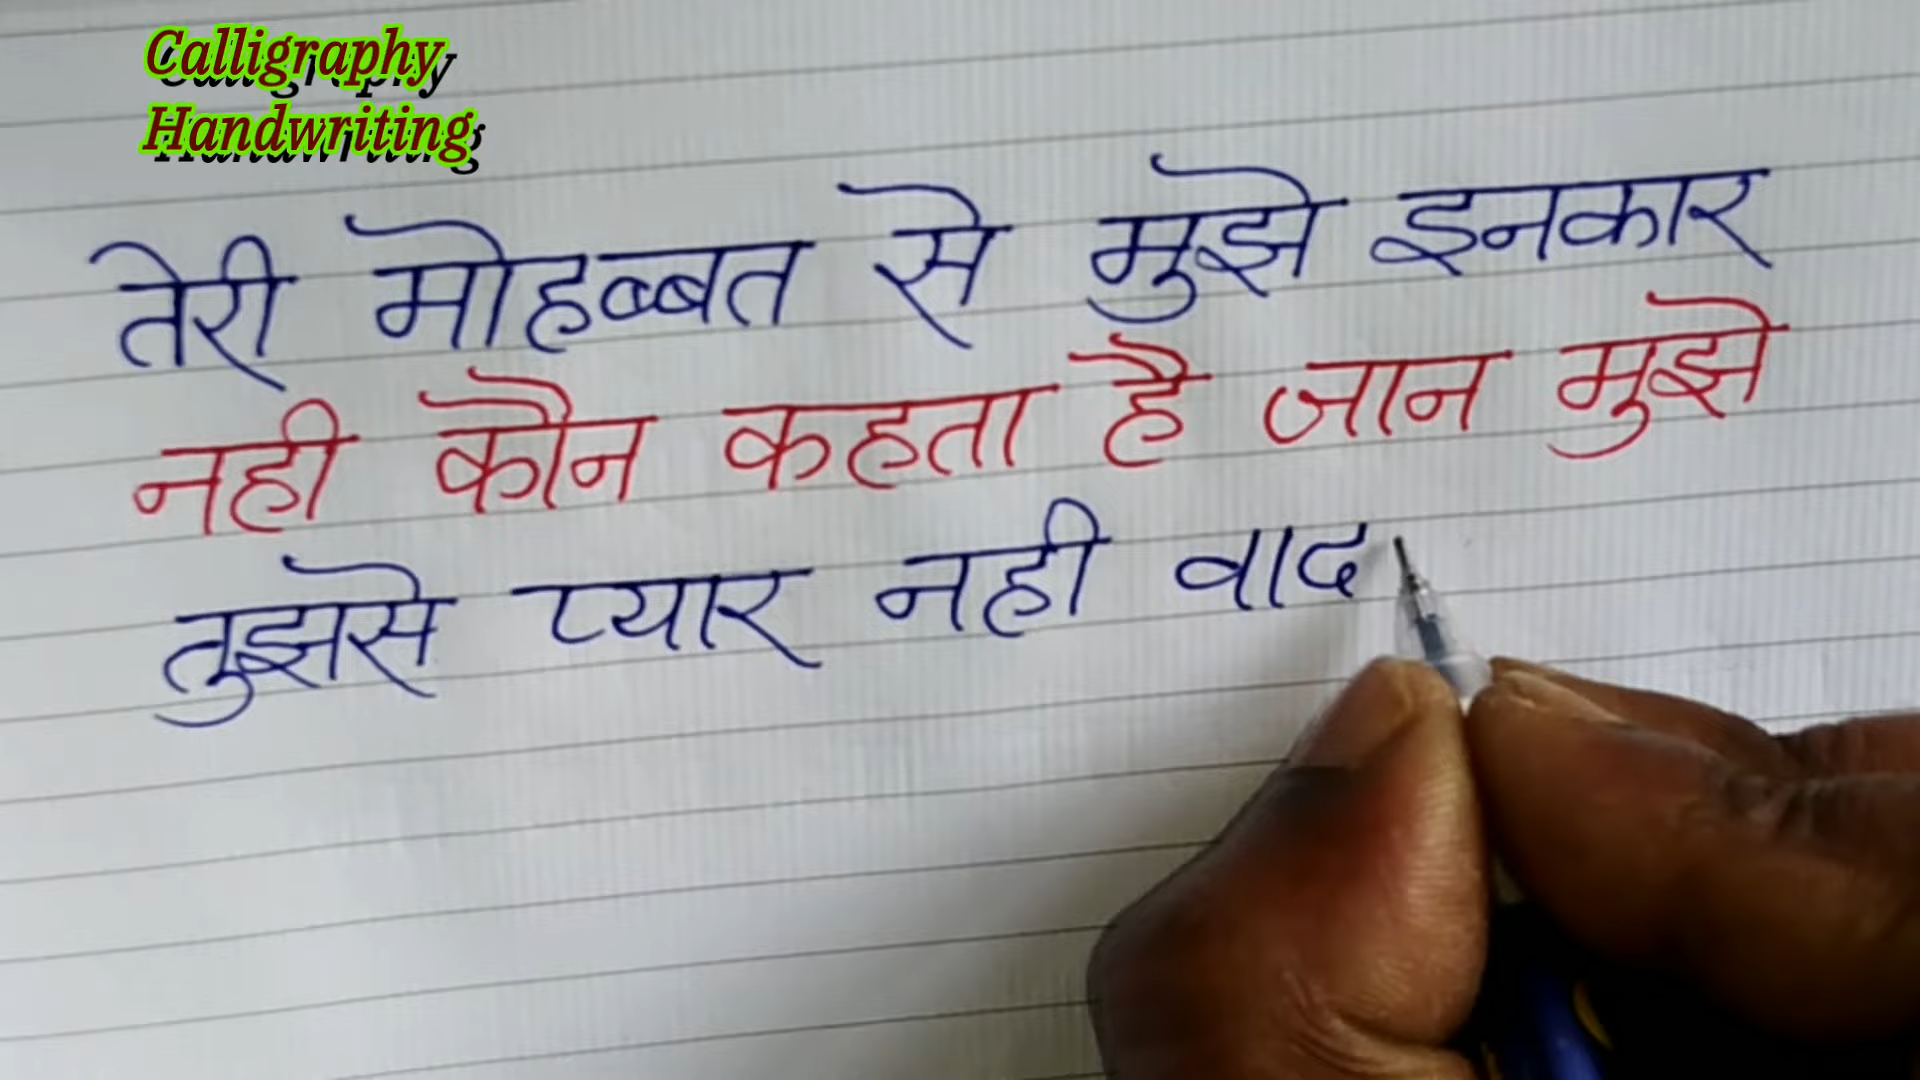 Calligraphy
Handwriting
तेरी मोहब्बत से मुझे इनकार
नही कौन कहता है जान मुझे
तुझसे प्यार नही वाद